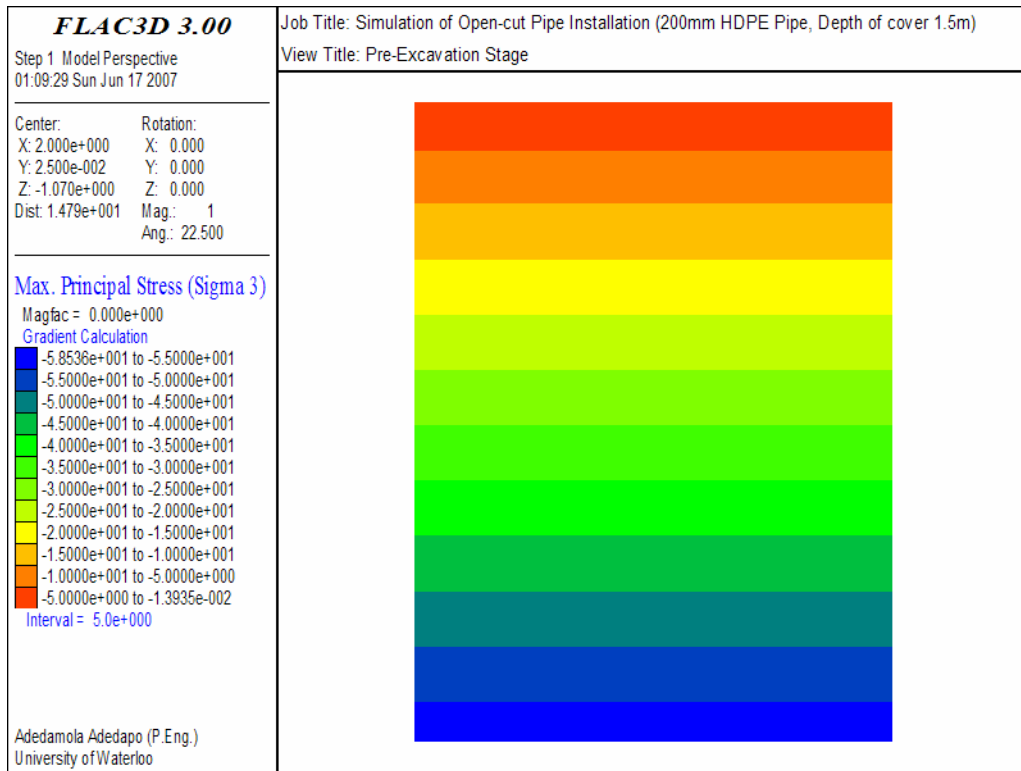 FLAC3D 3.00
Step 1 Model Perspective
01:09:29 Sun Jun 17 2007
Center: Rotation:
X: 2.000e+000 X: 0.000
Y: 2.500e-002 Y: 0.000
Z: -1.070e+000 Z: 0.000
Dist: 1.479e+001 Mag.: 1
Ang.: 22.500
Max. Principal Stress (Sigma 3)
Magfac = 0.000e+000
Gradient Calculation
-5.8536e+001 to -5.5000e+001
-5.5000e+001 to -5.0000e+001
-5.0000e+001 to -4.5000e+001
-4.5000e+001 to -4.0000e+001
-4.0000e+001 to -3.5000e+001
-3.5000e+001 to -3.0000e+001
-3.0000e+001 to -2.5000e+001
-2.5000e+001 to -2.0000e+001
-2.0000e+001 to -1.5000e+001
-1.5000e+001 to -1.0000e+001
-1.0000e+001 to -5.0000e+000
-5.0000e+000 to -1.3935e-002
Interval = 5.0e+000
Adedamola Adedapo (P.Eng.)
University of Waterloo
Job Title: Simulation of Open-cut Pipe Installation (200mm HDPE Pipe, Depth of cover 1.5m)
View Title: Pre-Excavation Stage